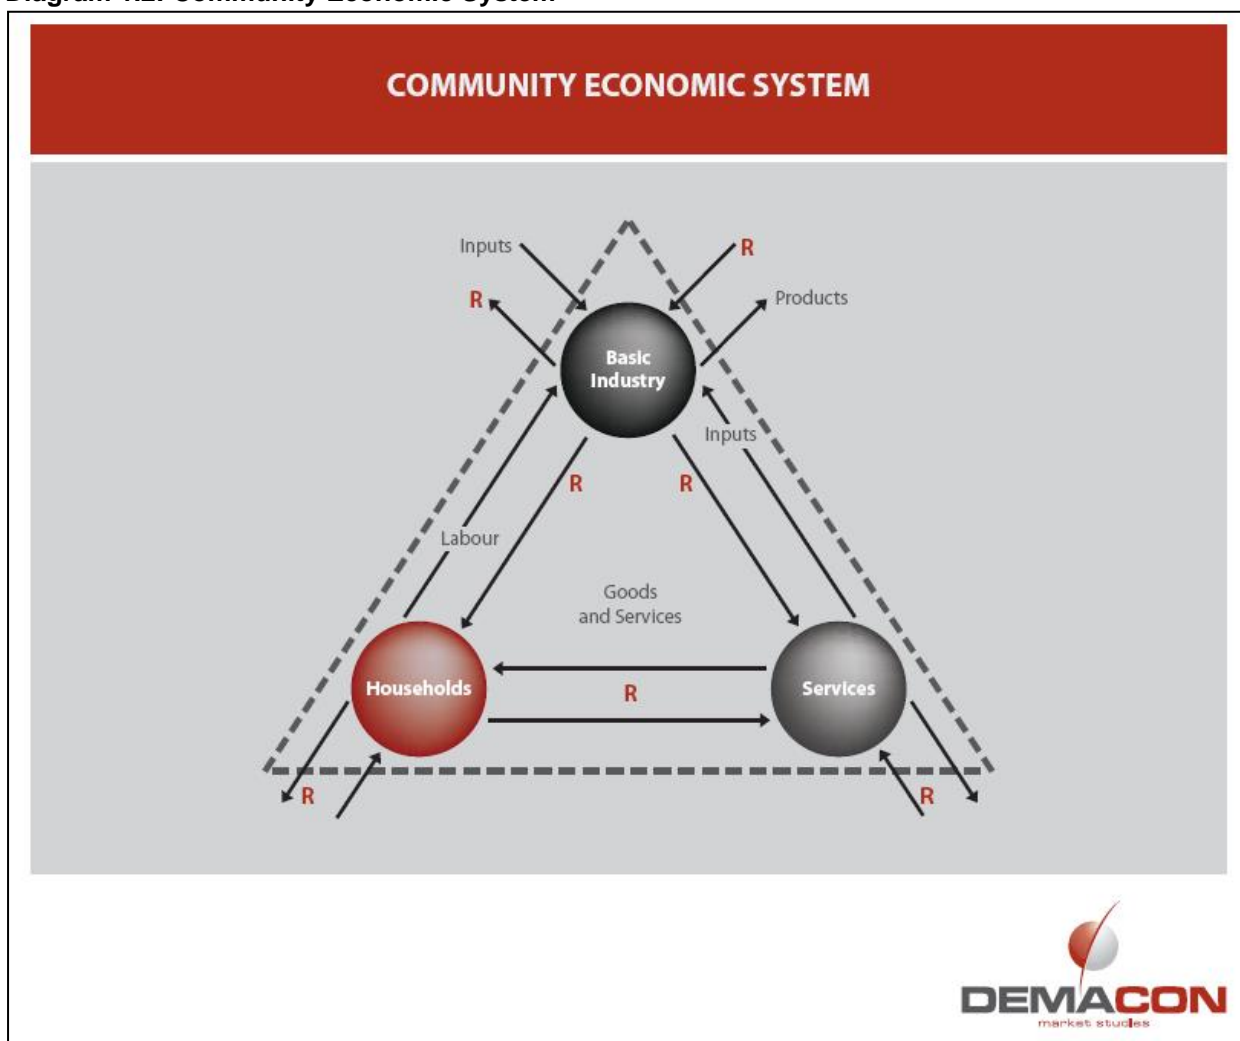 COMMUNITY ECONOMIC SYSTEM
Inputs
R
R
Products
Basic
Industry
Inputs
R
R
Labour
Goods
and Services
Households
R
Services
R
R
DEMACON
market studies